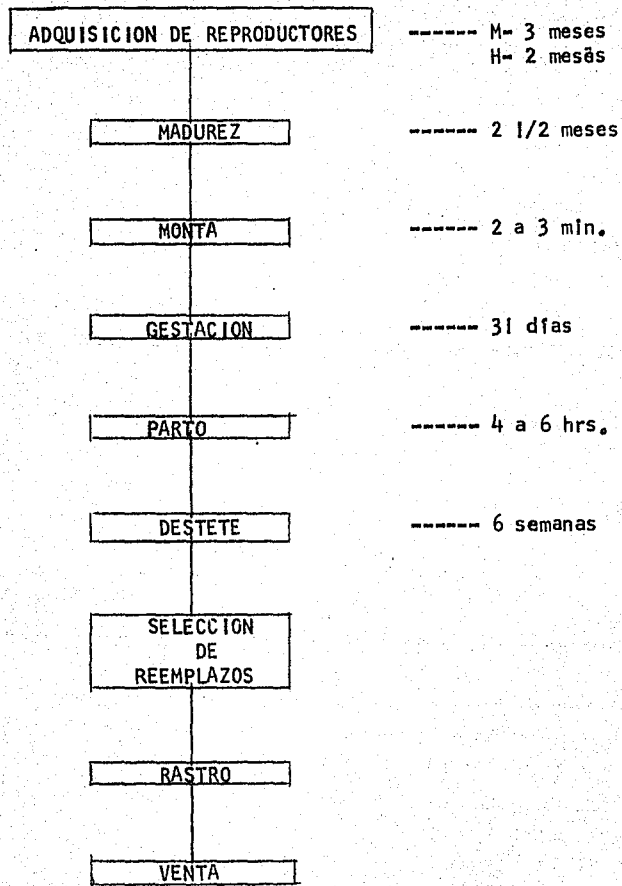 ADQUISICION DE REPRODUCTORES ------ M- 3 meses
H- 2 mesēs
MADUREZ ------ 2 1/2 meses
MONTA ------ 2 a 3 min.
GESTACION ------ 31 días
PARTO ------ 4 a 6 hrs.
DESTETE ------ 6 semanas
SELECCION
DE
REEMPLAZOS
RASTRO
VENTA